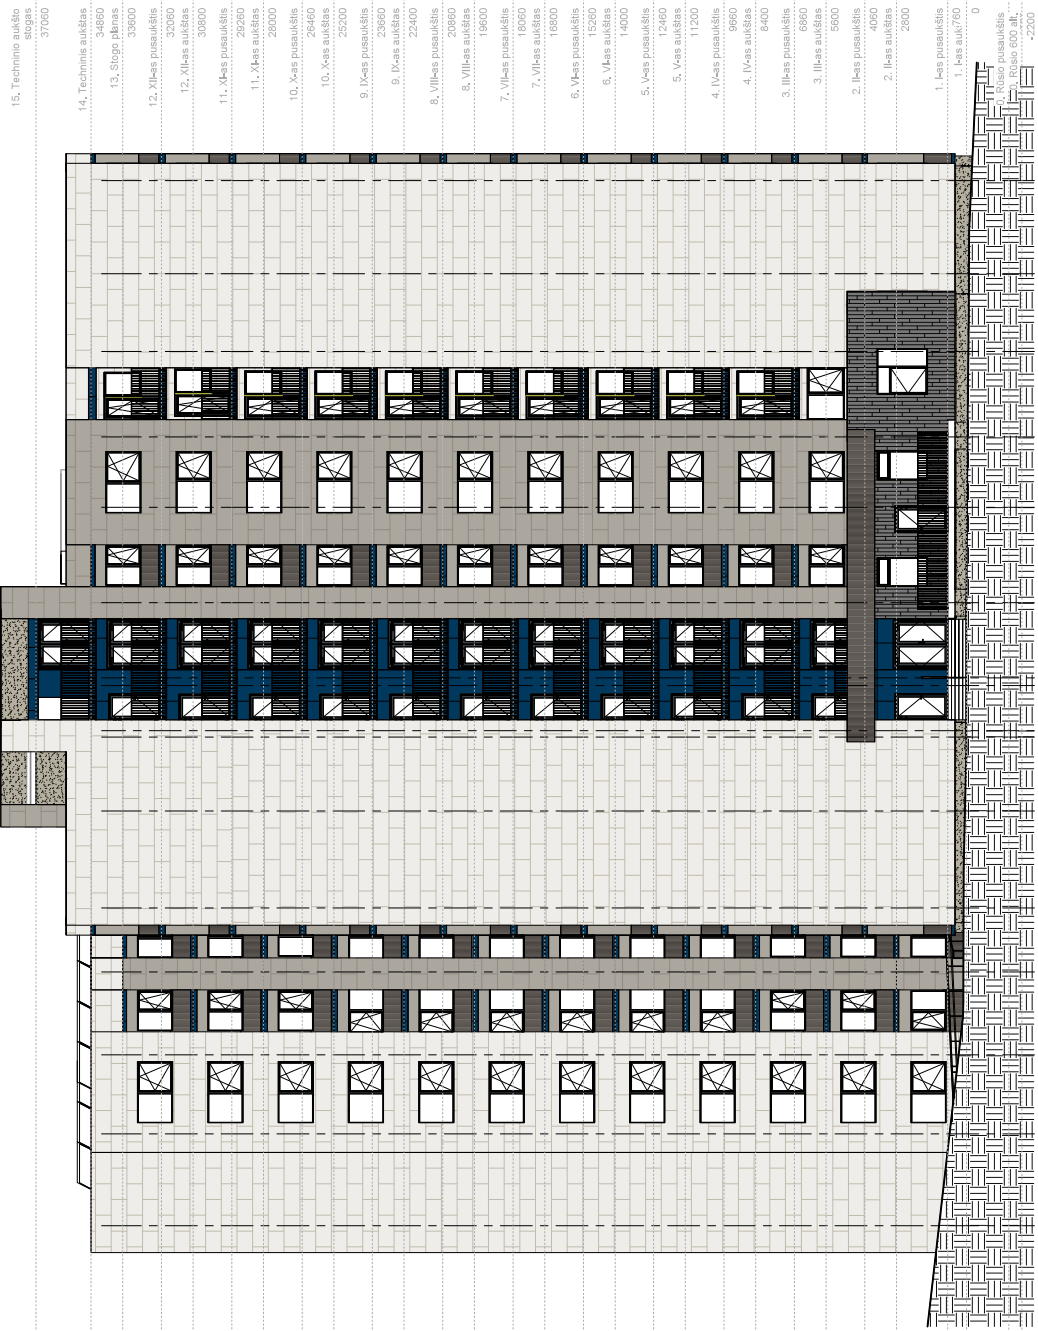 15. Techninio aukšto
stogas
37060
14. Techninis aukštas
34860
13. Stogo planas
33600
12. XII-as pusaukštis
32060
12. XII-as aukštas
30800
11. XI-as pusaukštis
29260
11. XI-as aukštas
28000
10. X-as pusaukštis
26460
10. X-as aukštas
25200
9. IX-as pusaukštis
23660
9. IX-as aukštas
22400
8. VIII-as pusaukštis
20860
8. VIII-as aukštas
19600
7. VII-as pusaukštis
18060
7. VII-as aukštas
16800
6. VI-as pusaukštis
15260
6. VI-as aukštas
14000
5. V-as pusaukštis
12460
5. V-as aukštas
11200
4. IV-as pusaukštis
9660
4. IV-as aukštas
8400
3. III-as pusaukštis
6860
3. III-as aukštas
5600
2. II-as pusaukštis
4060
2. II-as aukštas
2800
1. I-as pusaukštis
1. I-as auk
760
0
0. Rūsio pusaukštis
Rūsio 600 alt.
-2200